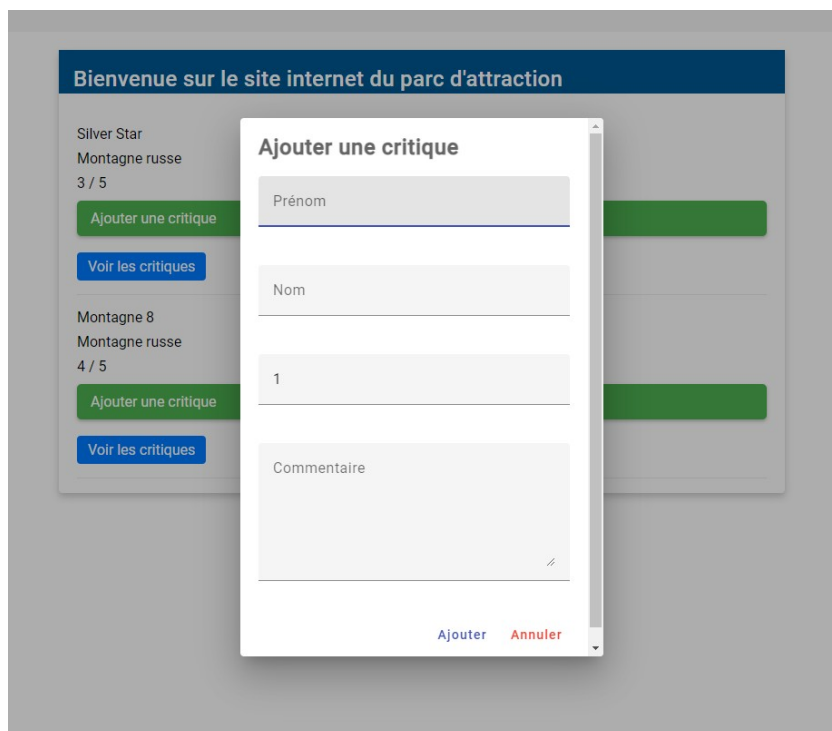 Bienvenue sur le site internet du parc d'attraction
Silver Star
Montagne russe
3 / 5
Ajouter une critique
Voir les critiques
Montagne 8
Montagne russe
4 / 5
Ajouter une critique
Voir les critiques
Ajouter une critique
Prénom
Nom
1
Commentaire
Ajouter Annuler